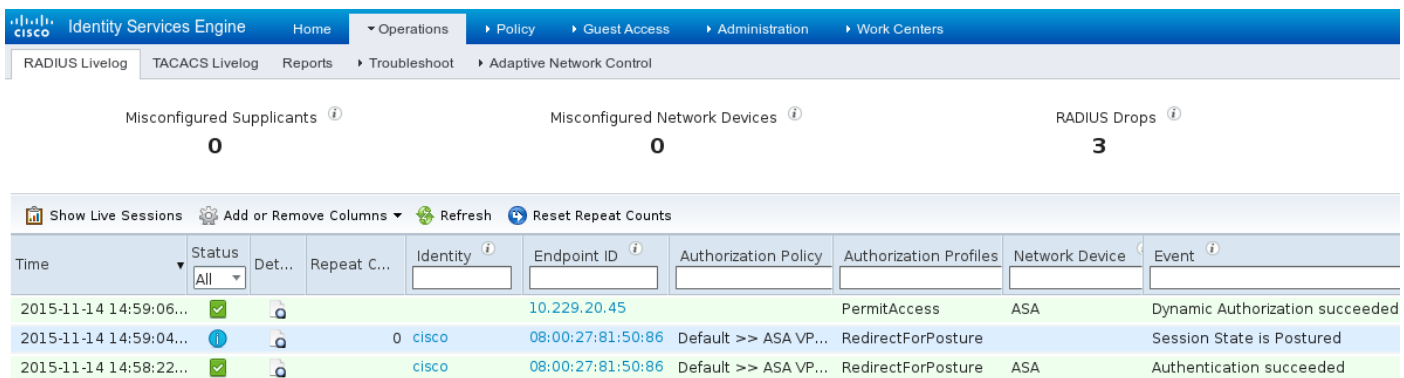 CISCO Identity Services Engine Home Operations Policy Guest Access Administration Work Centers
RADIUS Livelog TACACS Livelog Reports Troubleshoot Adaptive Network Control
Misconfigured Supplicants Misconfigured Network Devices RADIUS Drops
0 0 3
Show Live Sessions Add or Remove Columns Refresh Reset Repeat Counts
Time Status Det... Repeat C... Identity Endpoint ID Authorization Policy Authorization Profiles Network Device Event
All
2015-11-14 14:59:06... 10.229.20.45 PermitAccess ASA Dynamic Authorization succeeded
2015-11-14 14:59:04... 0 cisco 08:00:27:81:50:86 Default >> ASA VP... RedirectForPosture Session State is Postured
2015-11-14 14:58:22... cisco 08:00:27:81:50:86 Default >> ASA VP... RedirectForPosture ASA Authentication succeeded